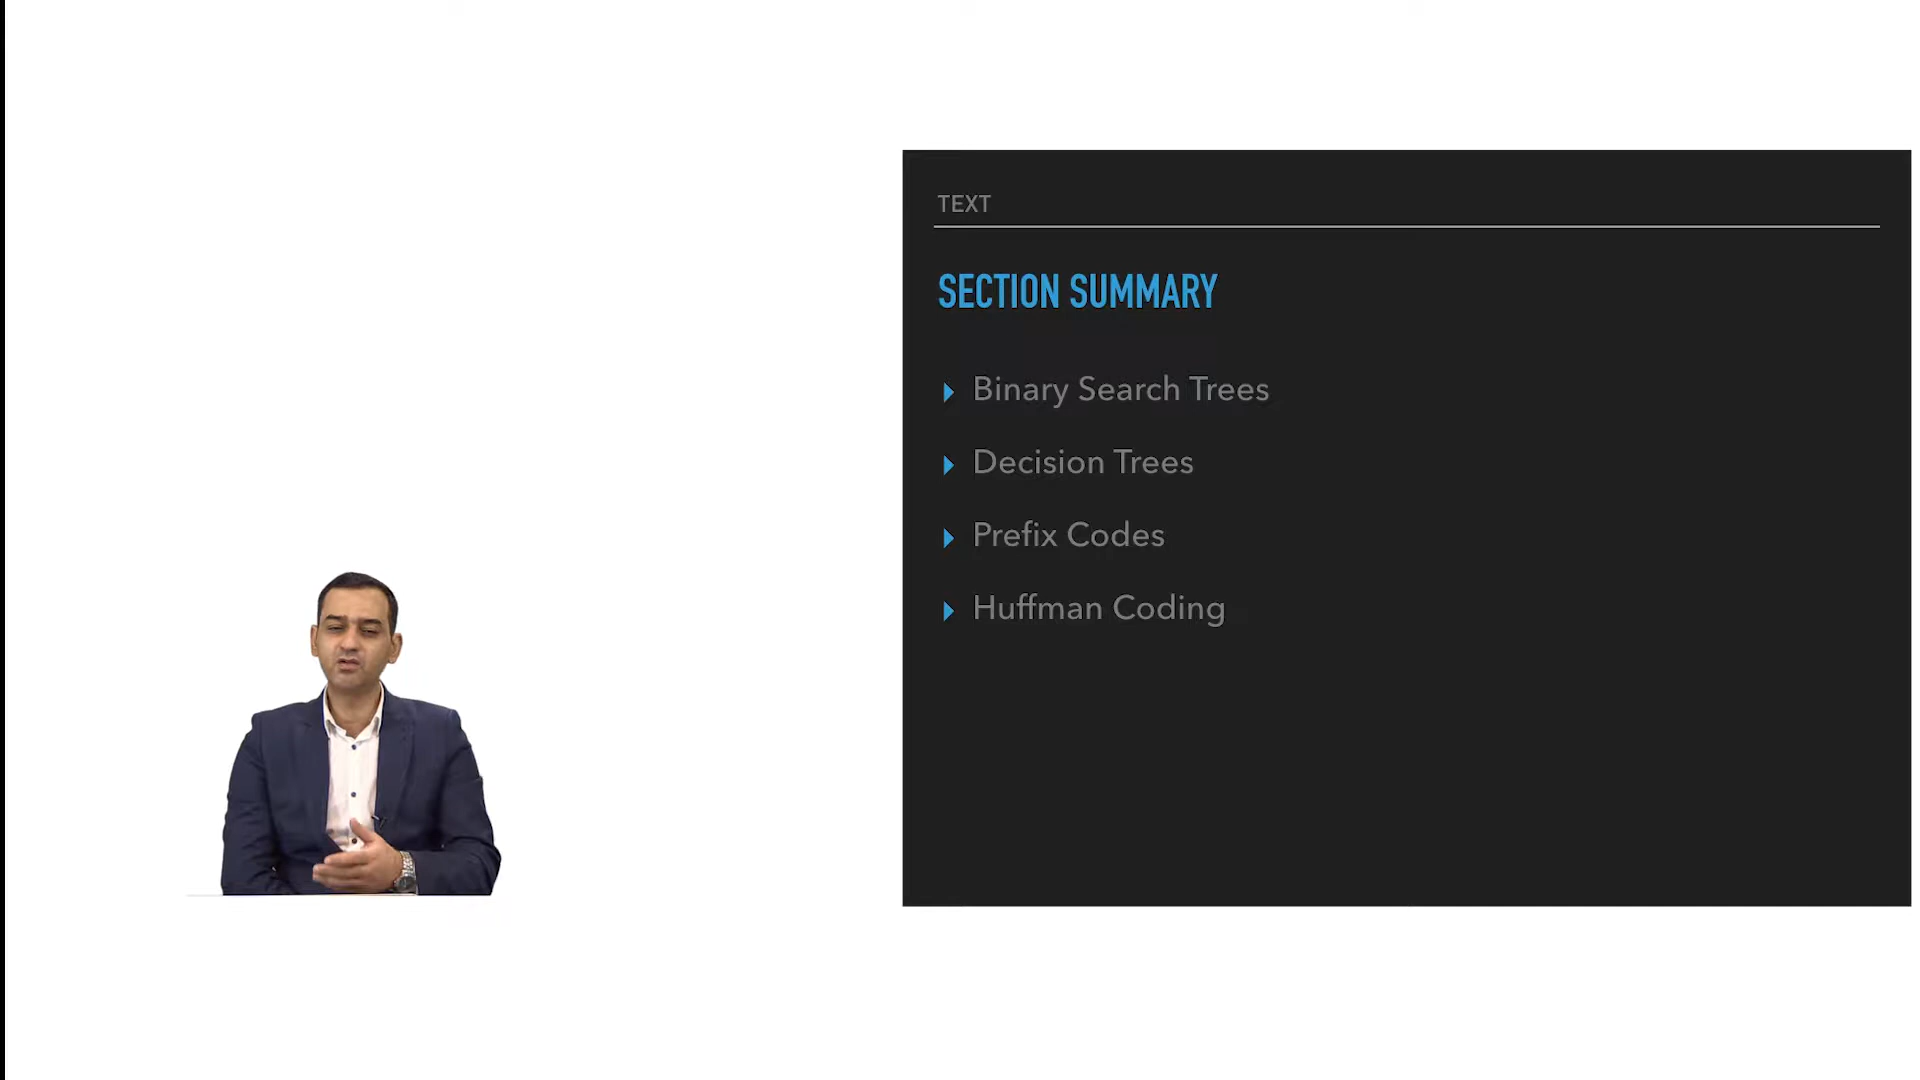 TEXT
SECTION SUMMARY
Binary Search Trees
Decision Trees
Prefix Codes
Huffman Coding